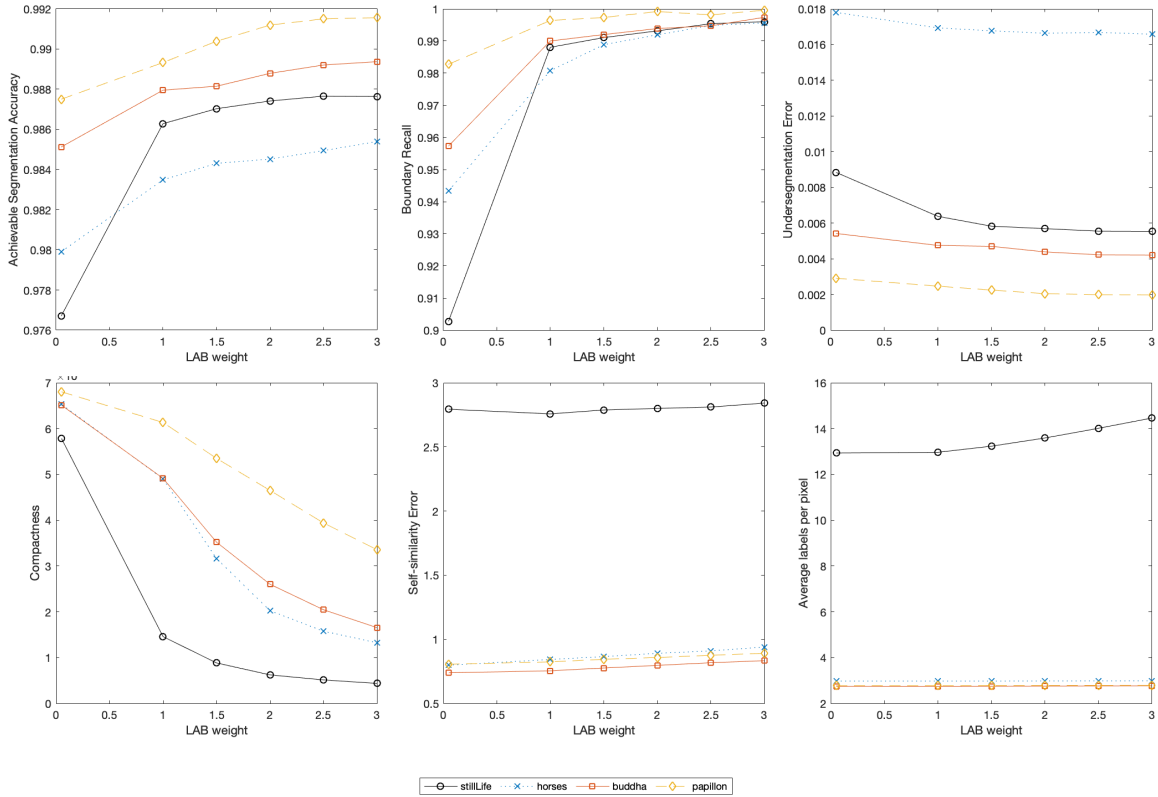 0.992
0.99
0.988
0.986
0.984
0.982
0.98
0.978
0.976
Achievable Segmentation Accuracy
0 0.5 1 1.5 2 2.5 3
LAB weight
1
0.99
0.98
0.97
0.96
0.95
0.94
0.93
0.92
0.91
0.9
Boundary Recall
0 0.5 1 1.5 2 2.5 3
LAB weight
0.018
0.016
0.014
0.012
0.01
0.008
0.006
0.004
0.002
0
Undersegmentation Error
0 0.5 1 1.5 2 2.5 3
LAB weight
7
6
5
4
3
2
1
0
Compactness
0 0.5 1 1.5 2 2.5 3
LAB weight
3
2.5
2
1.5
1
0.5
Self-similarity Error
0 0.5 1 1.5 2 2.5 3
LAB weight
16
14
12
10
8
6
4
2
Average labels per pixel
0 0.5 1 1.5 2 2.5 3
LAB weight
stillLife horses buddha papillon